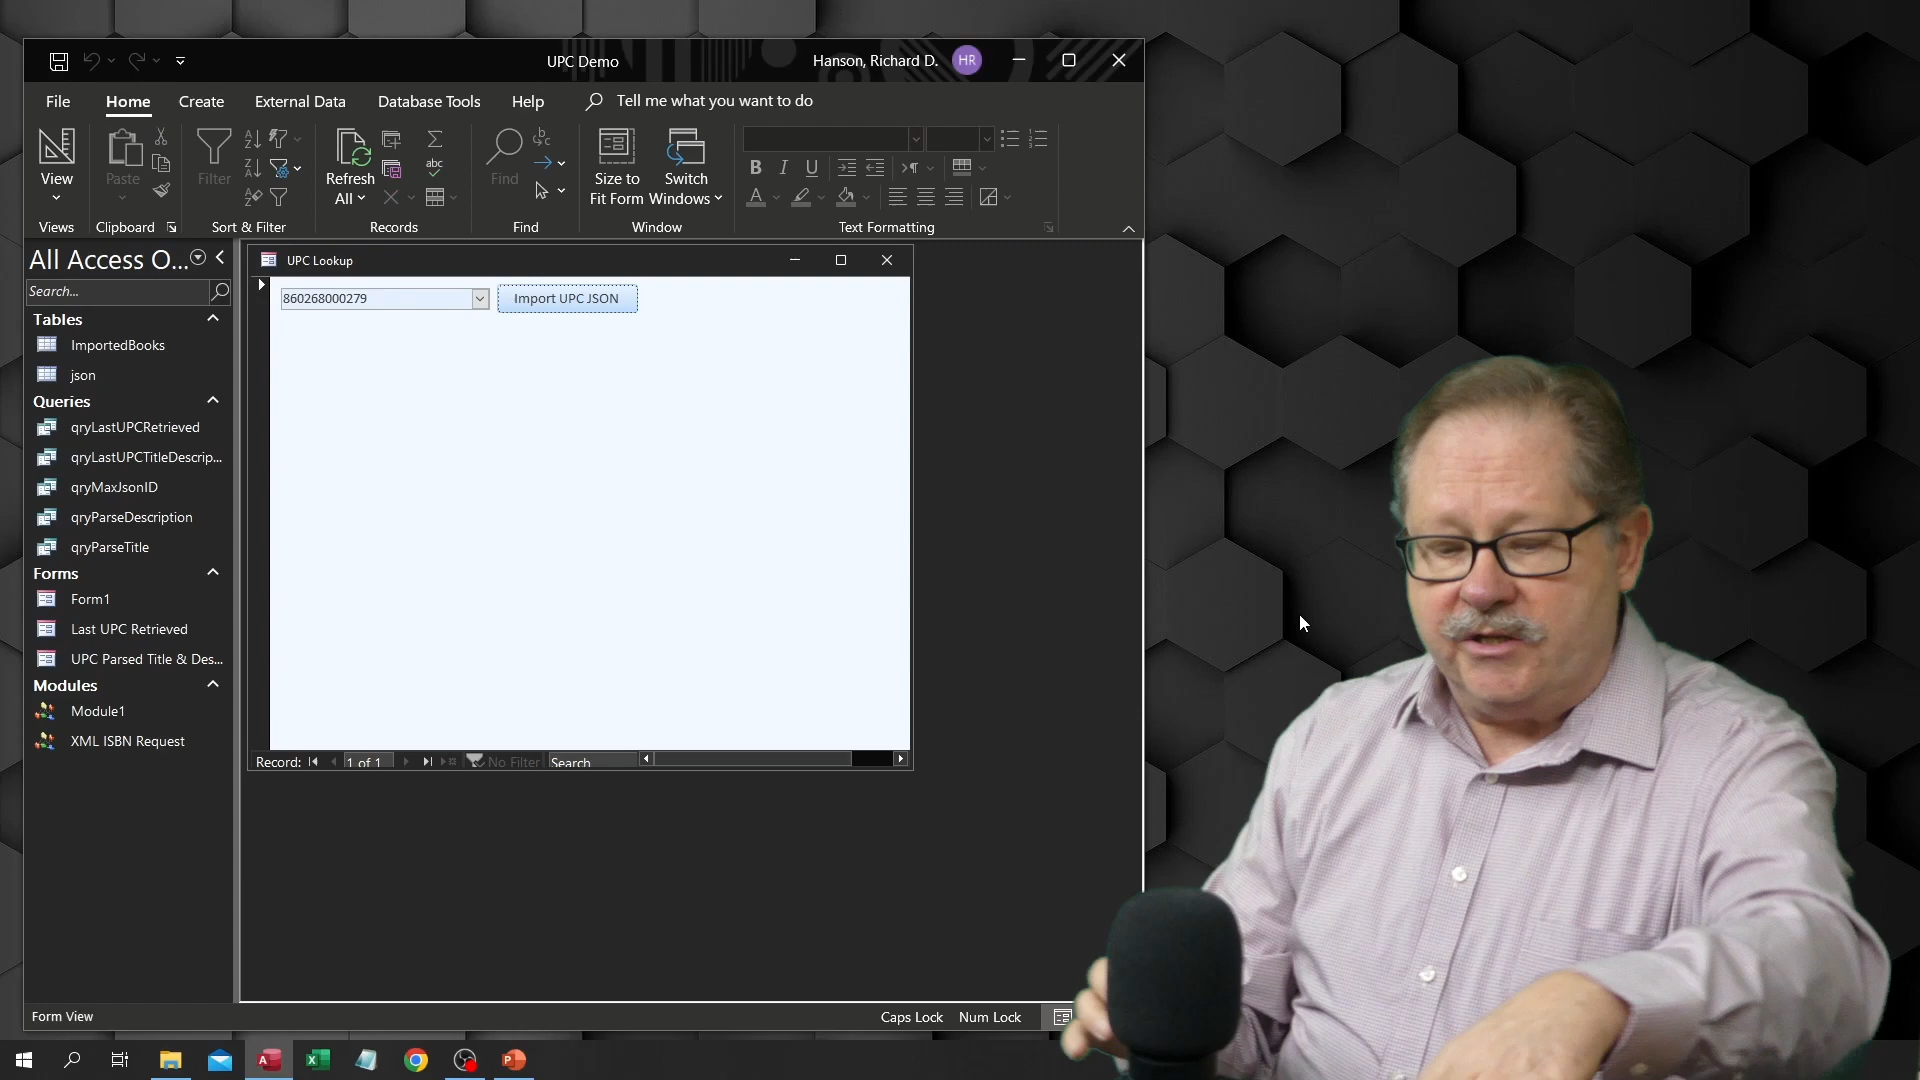 UPC Demo
Hanson, Richard D.
HR
File
Home
Create
External Data
Database Tools
Help
Tell me what you want to do
View
Paste
Filter
Refresh
All
abc
Find
Size to
Fit Form
Switch
Windows
B I U
A
Views
Clipboard
Sort & Filter
Records
Find
Window
Text Formatting
All Access O...
Search...
Tables
ImportedBooks
json
Queries
qryLastUPCRetrieved
qryLastUPCTitleDescrip...
qryMaxJsonID
qryParseDescription
qryParseTitle
Forms
Form1
Last UPC Retrieved
UPC Parsed Title & Des...
Modules
Module1
XML ISBN Request
UPC Lookup
860268000279
Import UPC JSON
Record:
1 of 1
No Filter
Search
Form View
Caps Lock
Num Lock